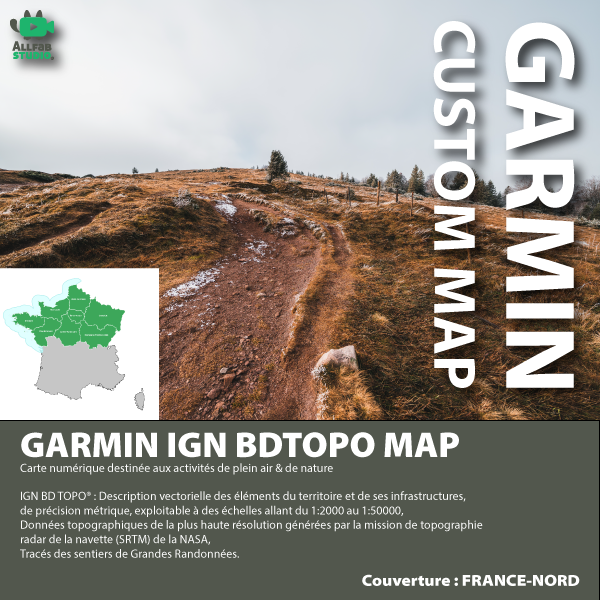 ALLFAB
STUDIO
GARMIN
CUSTOM MAP
GARMIN IGN BDTOPO MAP
Carte numérique destinée aux activités de plein air & de nature
IGN BD TOPO® : Description vectorielle des éléments du territoire et de ses infrastructures,
de précision métrique, exploitable à des échelles allant du 1:2000 au 1:50000,
Données topographiques de la plus haute résolution générées par la mission de topographie
radar de la navette (SRTM) de la NASA,
Tracés des sentiers de Grandes Randonnées.
Couverture : FRANCE-NORD